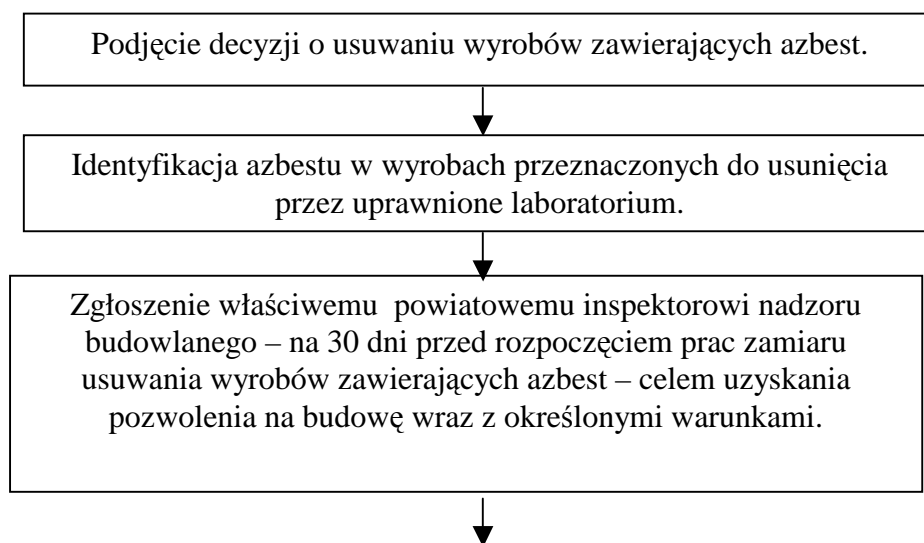 Podjęcie decyzji o usuwaniu wyrobów zawierających azbest.
Identyfikacja azbestu w wyrobach przeznaczonych do usunięcia
przez uprawnione laboratorium.
Zgłoszenie właściwemu powiatowemu inspektorowi nadzoru
budowlanego – na 30 dni przed rozpoczęciem prac zamiaru
usuwania wyrobów zawierających azbest – celem uzyskania
pozwolenia na budowę wraz z określonymi warunkami.